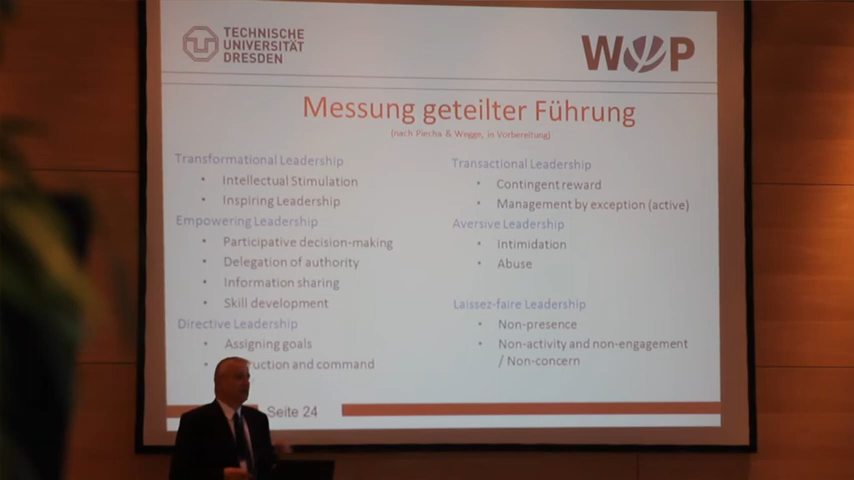 TECHNISCHE
UNIVERSITÄT
DRESDEN
WOP
Messung geteilter Führung
(nach Piecha & Wegge, in Vorbereitung)
Transformational Leadership
• Intellectual Stimulation
• Inspiring Leadership
Empowering Leadership
• Participative decision-making
• Delegation of authority
• Information sharing
• Skill development
Directive Leadership
• Assigning goals
and command
Transactional Leadership
• Contingent reward
• Management by exception (active)
Aversive Leadership
• Intimidation
• Abuse
Laissez-faire Leadership
• Non-presence
• Non-activity and non-engagement
/ Non-concern
Seite 24